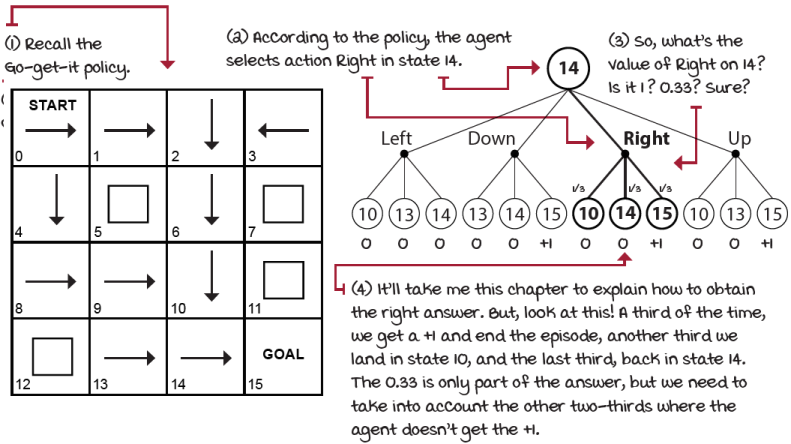 (1) Recall the
Go-get-it policy.
(2) According to the policy, the agent
selects action Right in state 14.
(3) So, what's the
value of Right on 14?
Is it 1? 0.33? Sure?
START
0
1
2
3
4
5
6
7
8
9
10
11
12
13
14
GOAL
15
14
Left
Down
Right
Up
1/3
1/3
1/3
10 13 14 13 14 15 10 14 15 10 13 15
0 0 0 0 0 +1 0 0 +1 0 0 +1
(4) It'll take me this chapter to explain how to obtain
the right answer. But, look at this! A third of the time,
we get a +1 and end the episode, another third we
land in state 10, and the last third, back in state 14.
The 0.33 is only part of the answer, but we need to
take into account the other two-thirds where the
agent doesn't get the +1.